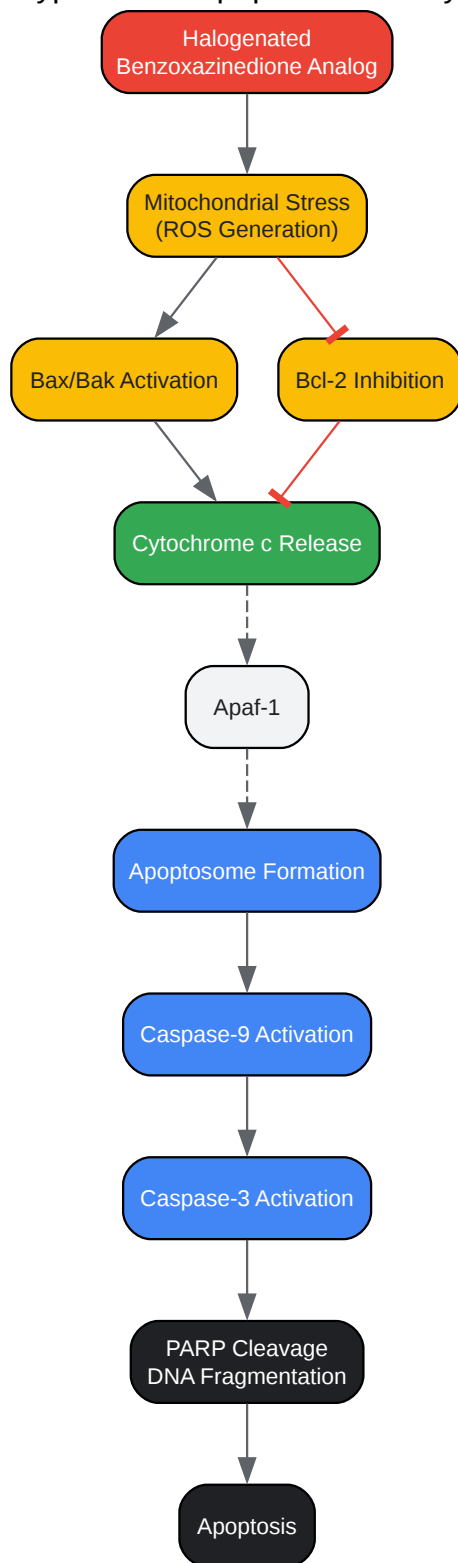 Halogenated
Benzoxazinedione Analog
Mitochondrial Stress
(ROS Generation)
Bax/Bak Activation
Bcl-2 Inhibition
Cytochrome c Release
Apaf-1
Apoptosome Formation
Caspase-9 Activation
Caspase-3 Activation
PARP Cleavage
DNA Fragmentation
Apoptosis